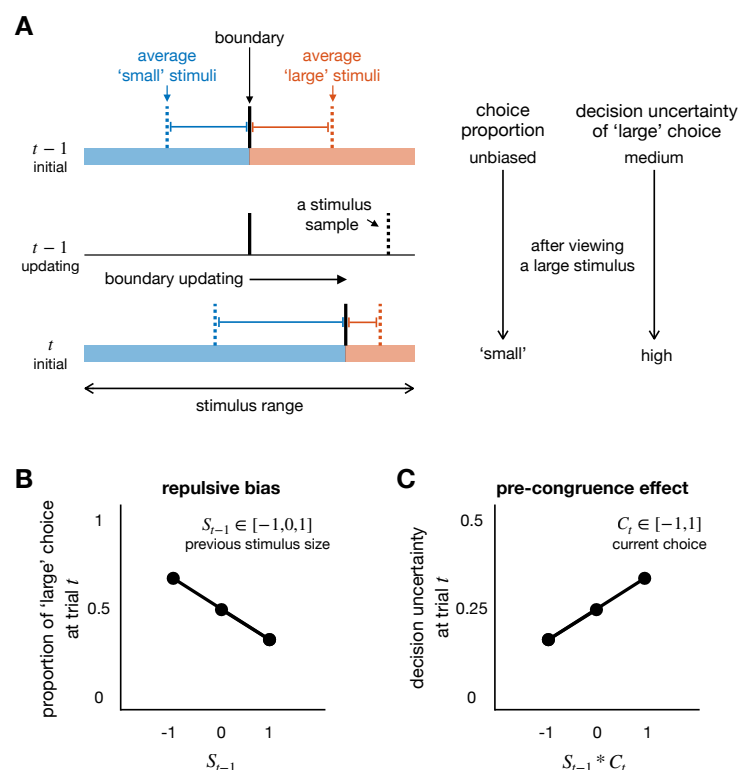 A
boundary
average
'small' stimuli
average
'large' stimuli
t − 1
initial
choice
proportion
decision uncertainty
of 'large' choice
unbiased
medium
a stimulus
sample
t − 1
updating
boundary updating
after viewing
a large stimulus
t
initial
'small'
high
stimulus range
B
repulsive bias
proportion of 'large' choice
at trial t
1
0.5
0
S_{t−1} ∈ [−1,0,1]
previous stimulus size
-1
0
1
S_{t−1}
C
pre-congruence effect
decision uncertainty
at trial t
0.5
0.25
0
C_t ∈ [−1,1]
current choice
-1
0
1
S_{t−1} * C_t